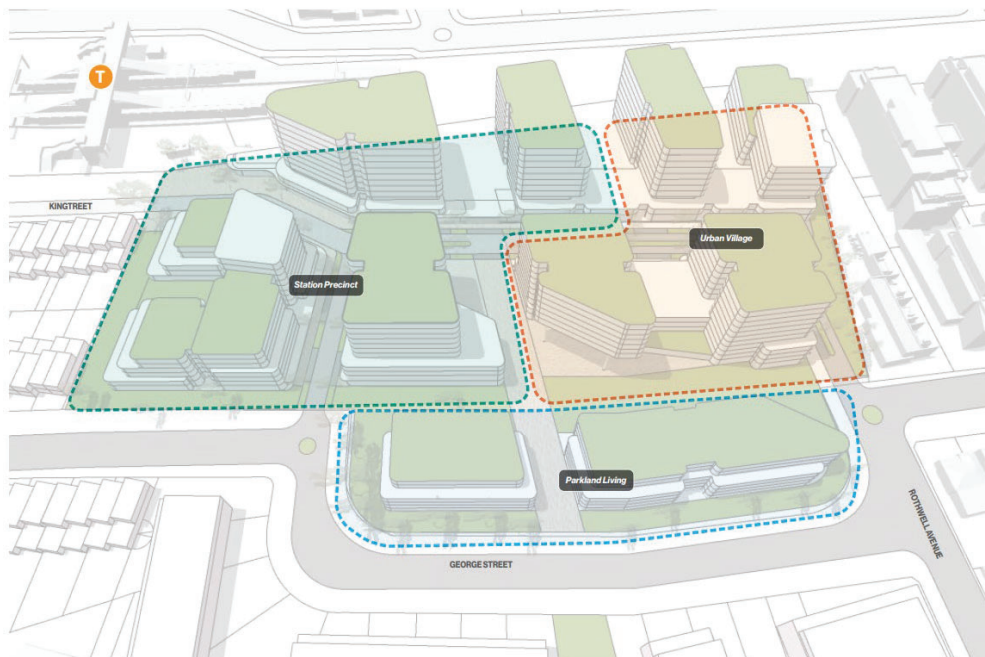 T
KINGTREET
Urban Village
Station Precinct
Parkland Living
ROTHWELL AVENUE
GEORGE STREET